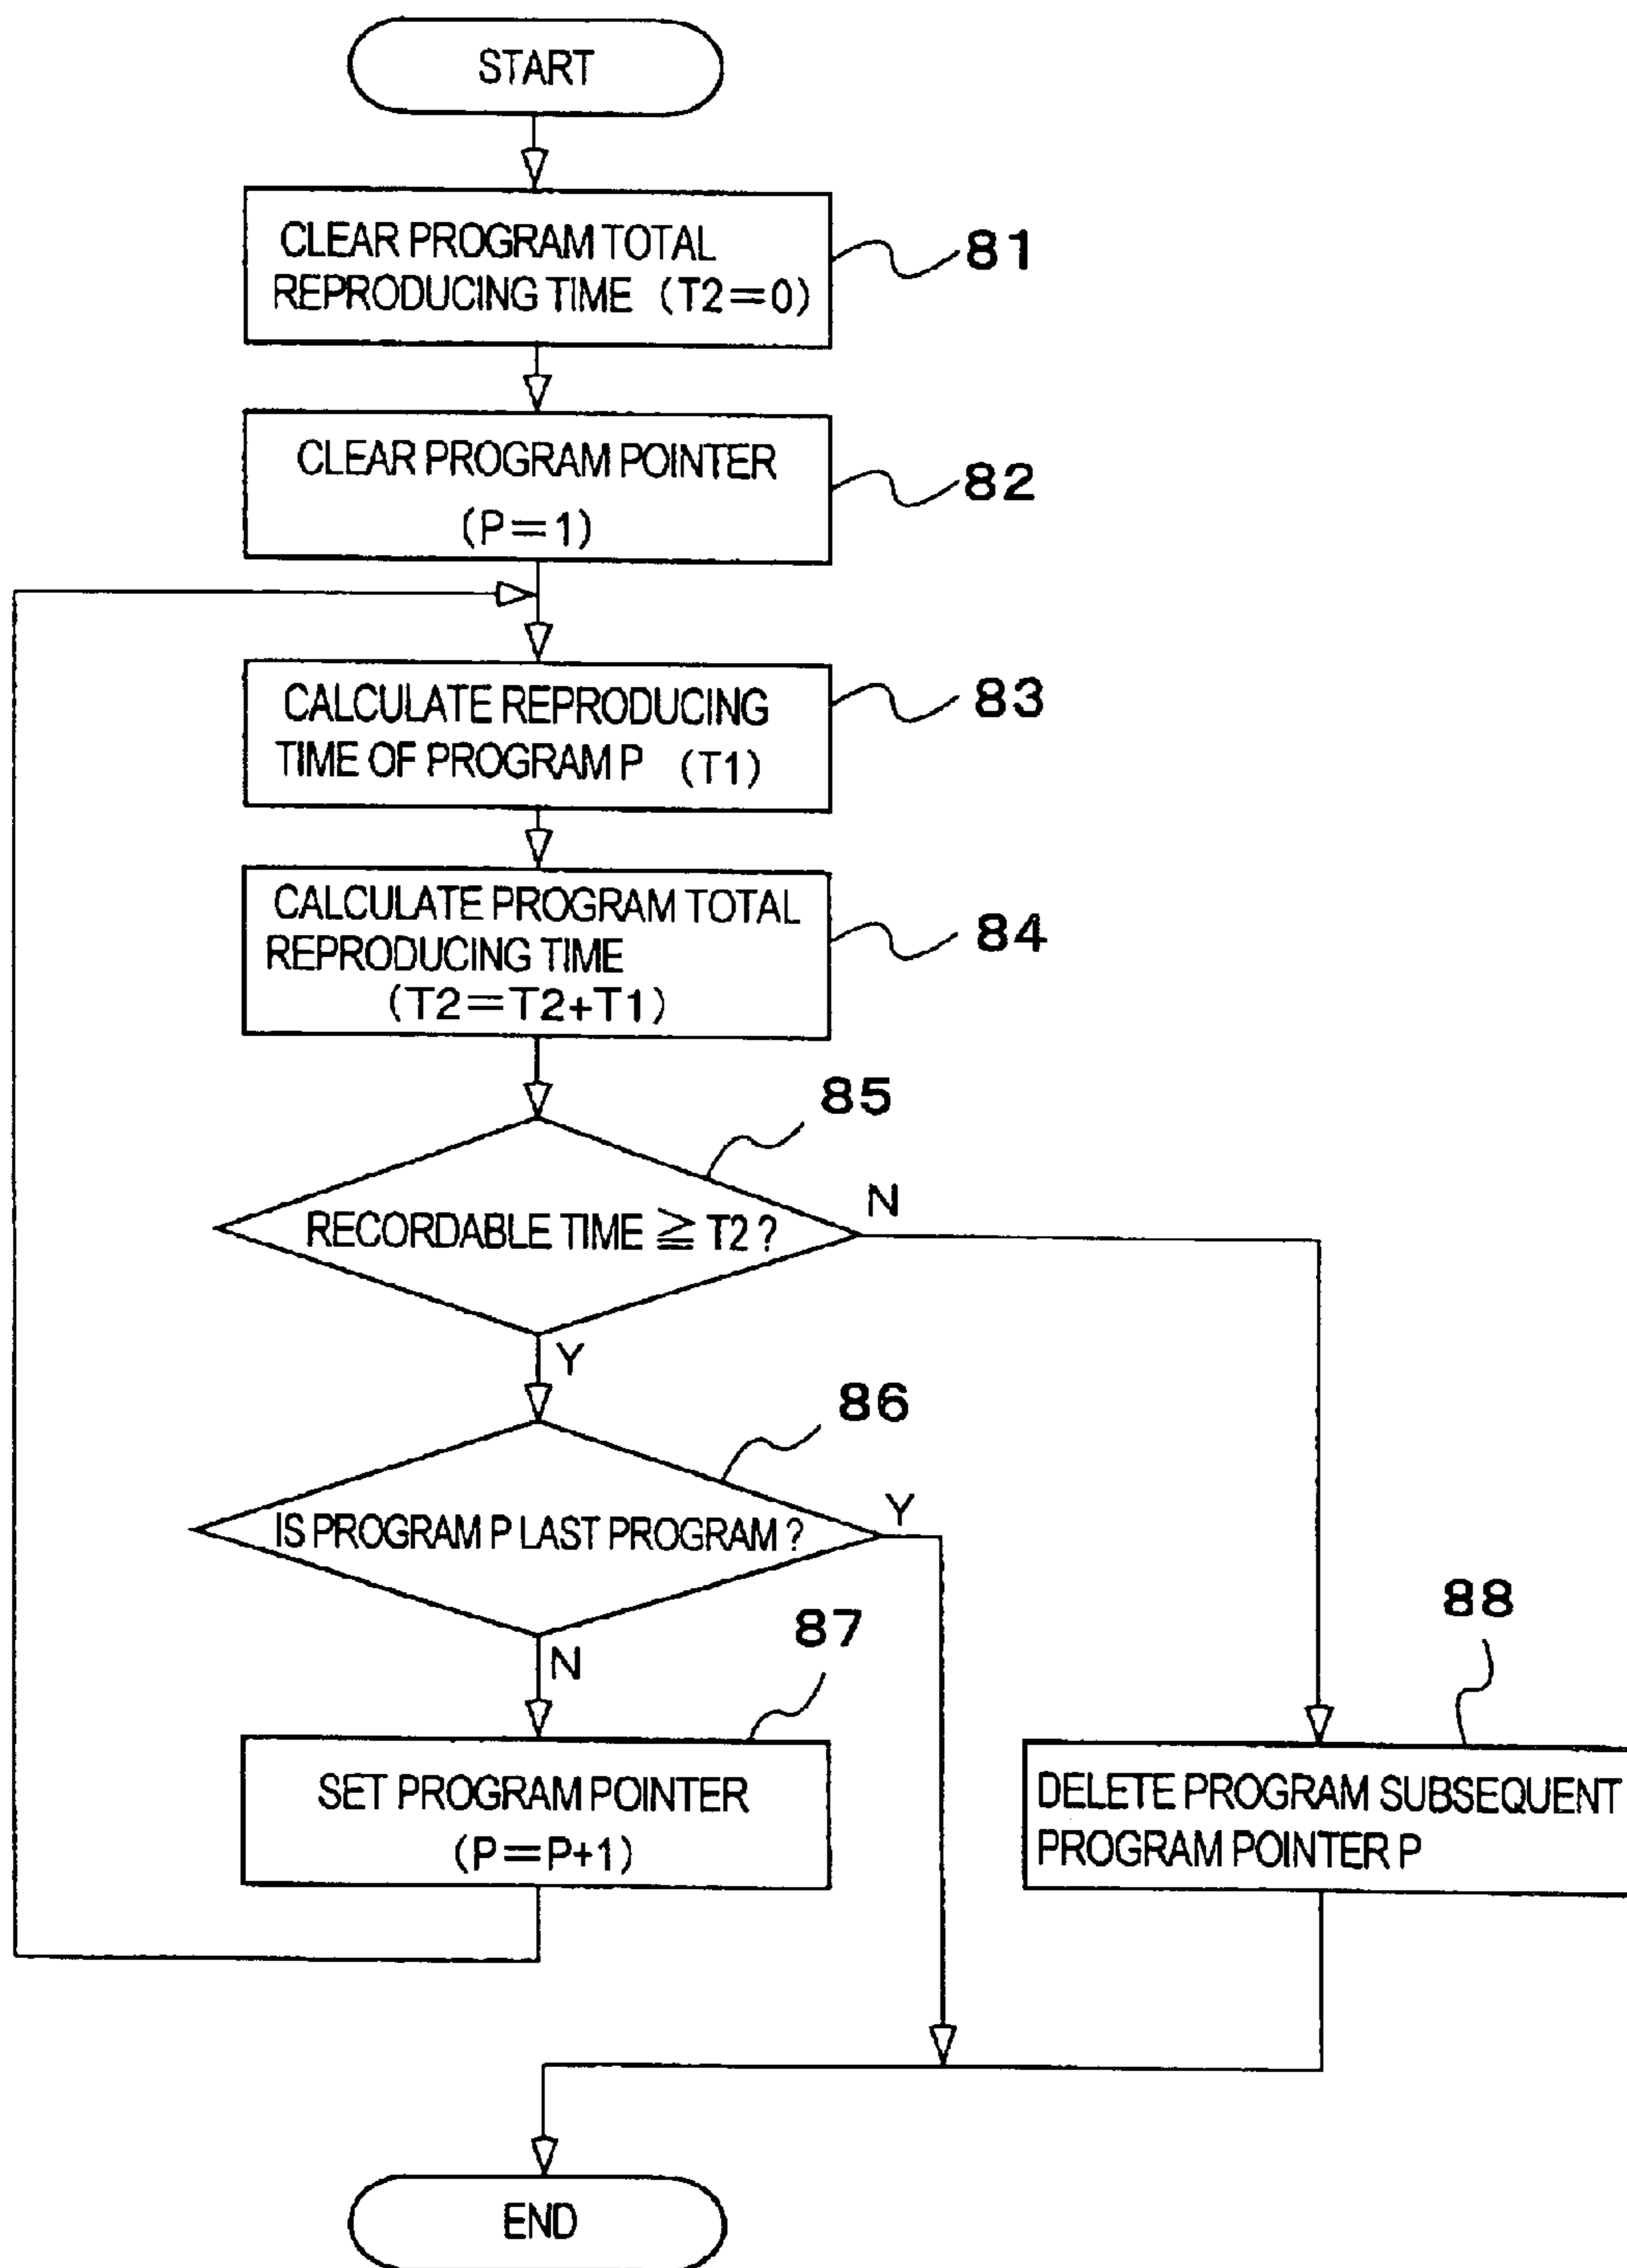 START
CLEAR PROGRAM TOTAL
REPRODUCING TIME (T2=0)
81
CLEAR PROGRAM POINTER
(P=1)
82
CALCULATE REPRODUCING
TIME OF PROGRAM P (T1)
83
CALCULATE PROGRAM TOTAL
REPRODUCING TIME
(T2=T2+T1)
84
85
RECORDABLE TIME ≧ T2 ?
N
Y
86
IS PROGRAM P LAST PROGRAM ?
Y
N
87
SET PROGRAM POINTER
(P=P+1)
88
DELETE PROGRAM SUBSEQUENT
PROGRAM POINTER P
END